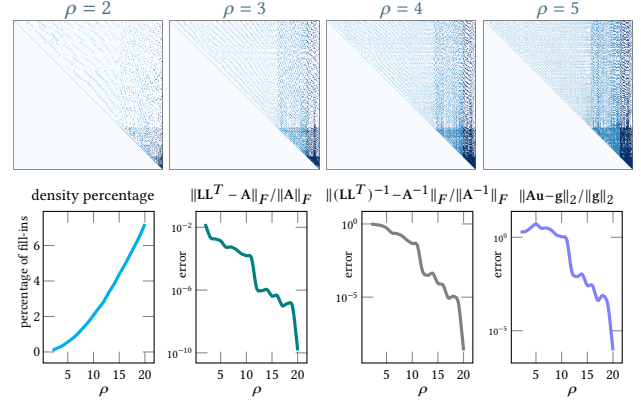 ρ = 2
ρ = 3
ρ = 4
ρ = 5
density percentage
percentage of fill-ins
6
4
2
0
5 10 15 20
ρ
‖LL^T − A‖_F/‖A‖_F
error
10^−2
10^−6
10^−10
5 10 15 20
ρ
‖(LL^T)^−1−A^−1‖_F/‖A^−1‖_F
error
10^0
10^−5
5 10 15 20
ρ
‖Au−g‖_2/‖g‖_2
error
10^0
10^−5
5 10 15 20
ρ